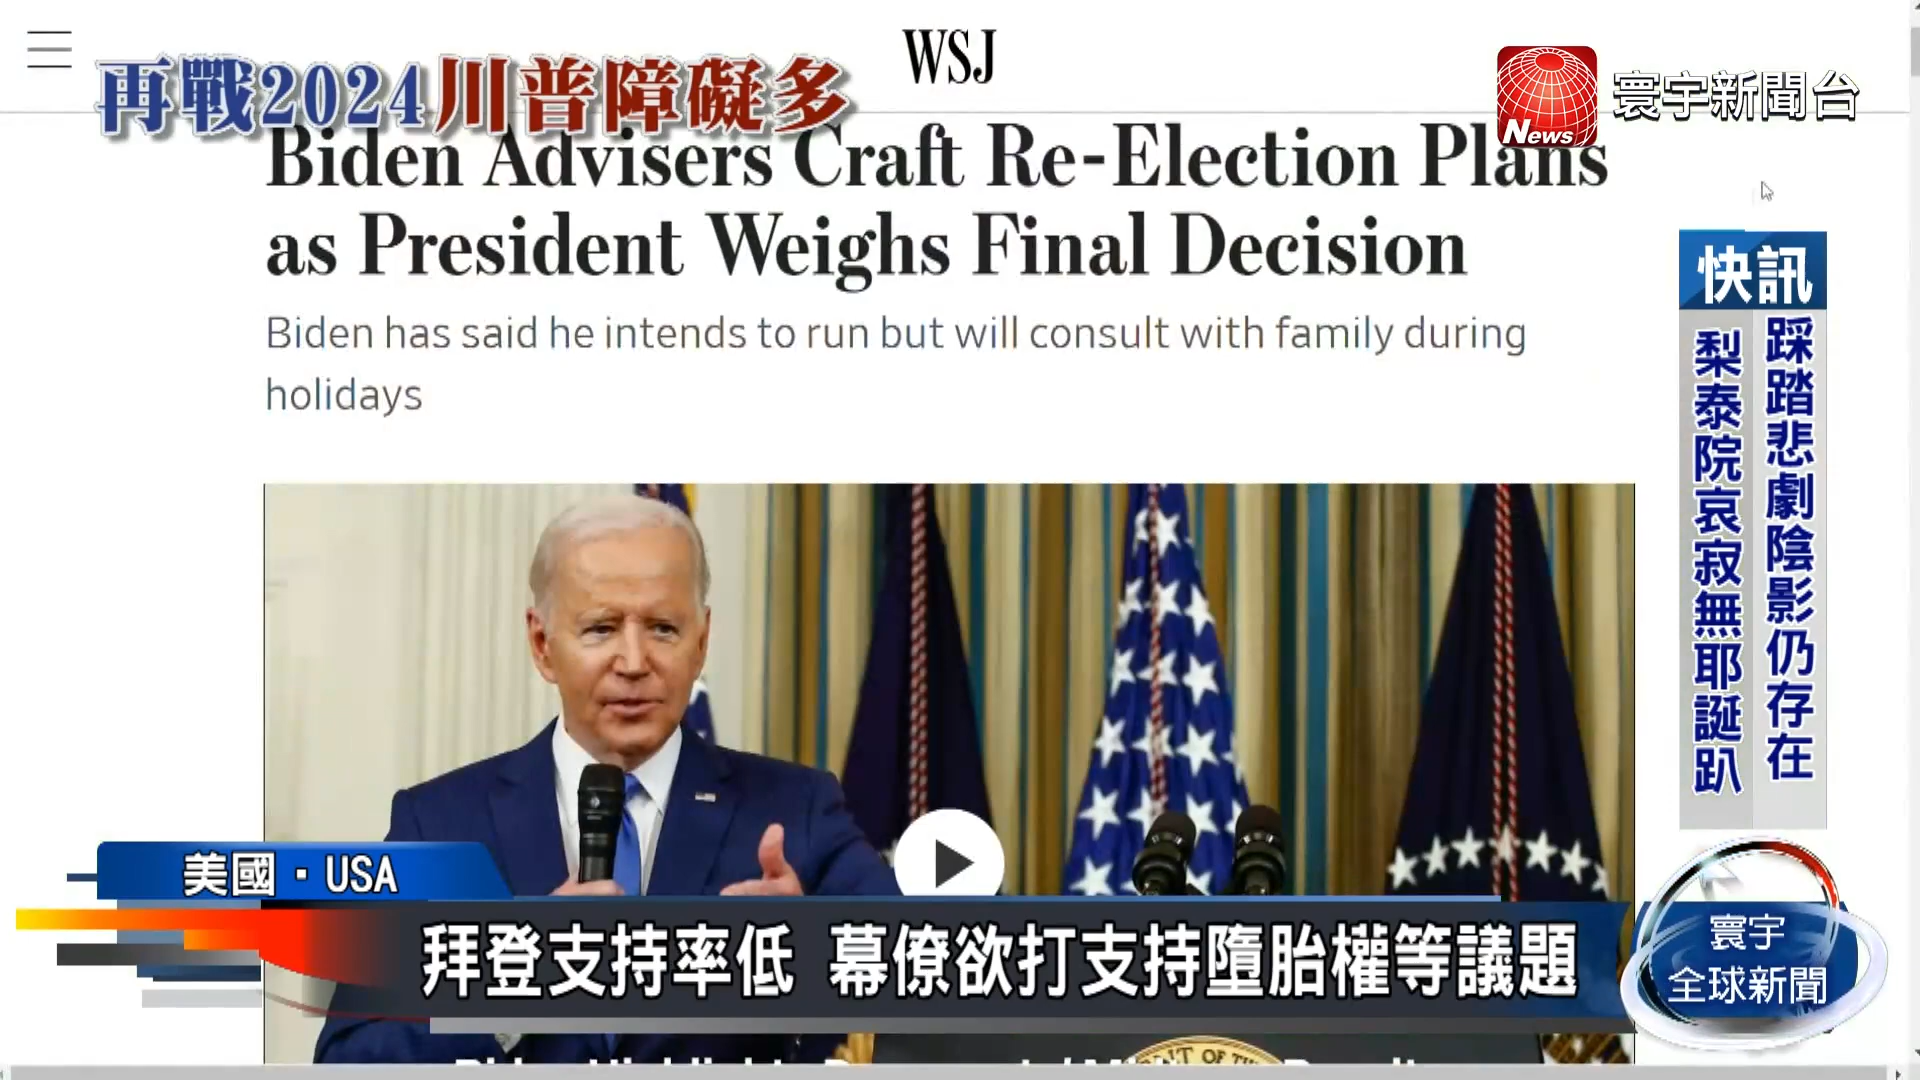 WSJ
再戰2024川普障礙多
News
寰宇新聞台
Biden Advisers Craft Re-Election Plans
as President Weighs Final Decision
Biden has said he intends to run but will consult with family during
holidays
快訊
踩踏悲劇陰影仍存在
梨泰院哀寂無耶誕趴
美國·USA
拜登支持率低 幕僚欲打支持墮胎權等議題
寰宇
全球新聞